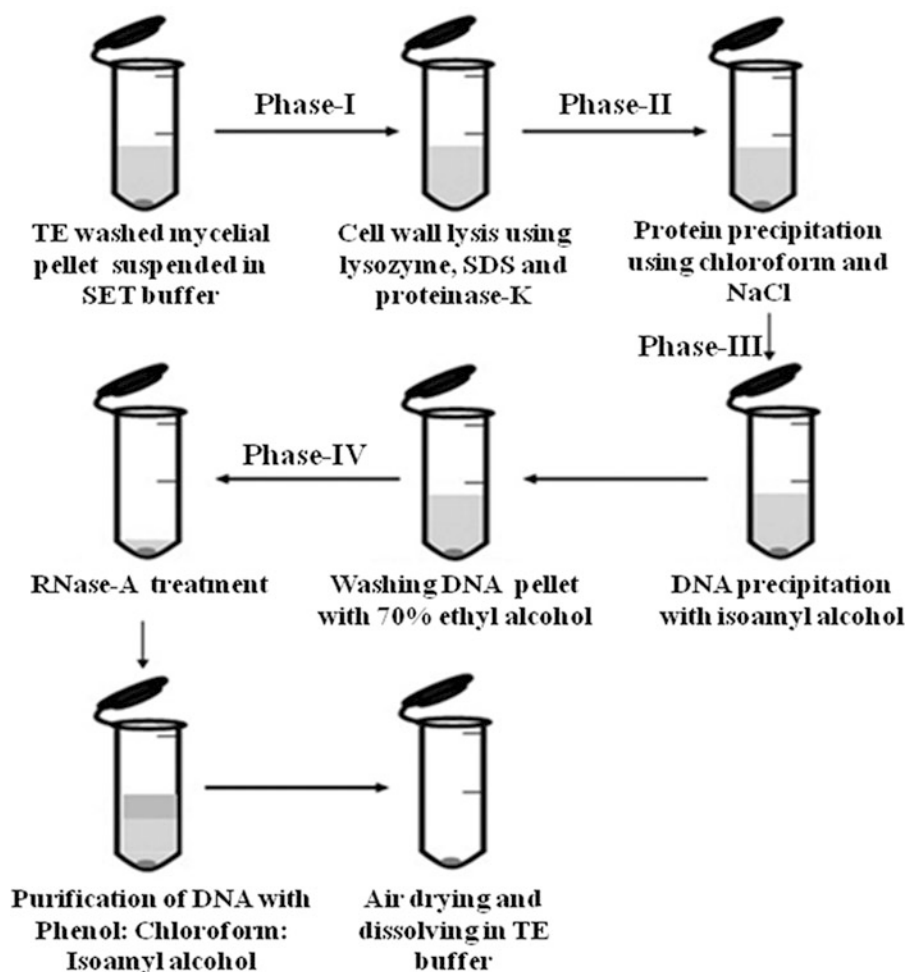 Phase-I
Phase-II
TE washed mycelial
pellet suspended in
SET buffer
Cell wall lysis using
lysozyme, SDS and
proteinase-K
Protein precipitation
using chloroform and
NaCl
Phase-III
DNA precipitation
with isoamyl alcohol
Washing DNA pellet
with 70% ethyl alcohol
Phase-IV
RNase-A treatment
Purification of DNA with
Phenol: Chloroform:
Isoamyl alcohol
Air drying and
dissolving in TE
buffer